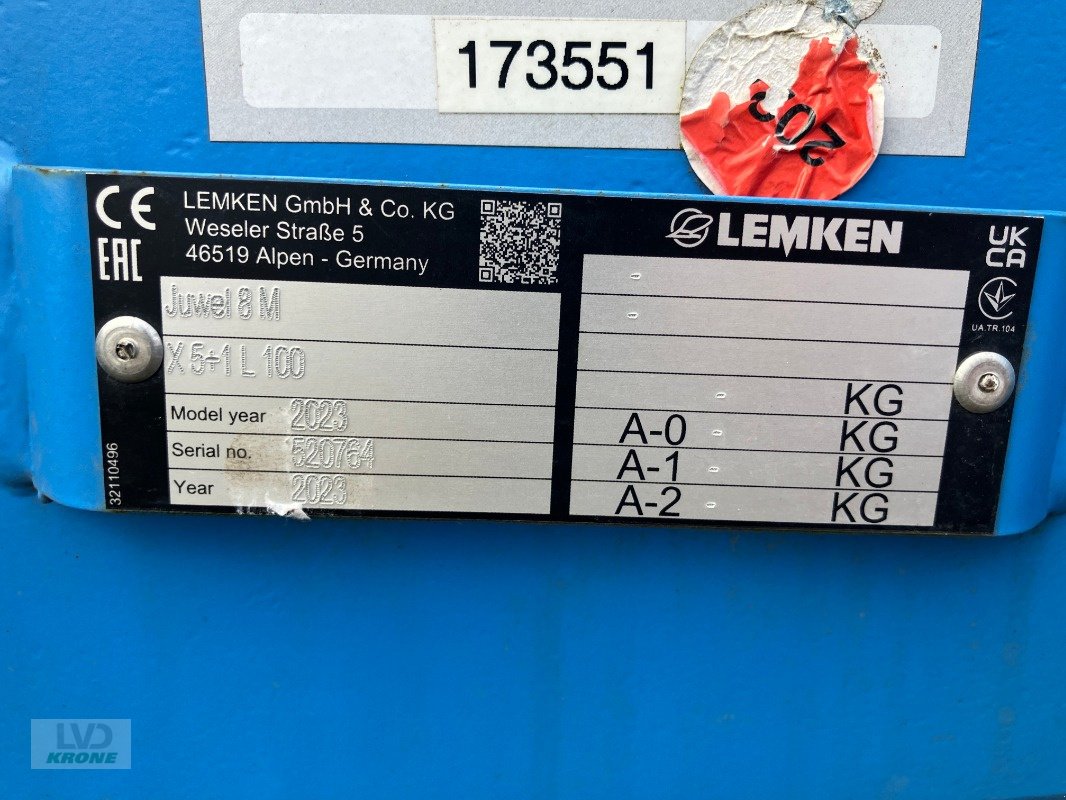 173551
202
CE
EAC
LEMKEN GmbH & Co. KG
Weseler Straße 5
46519 Alpen - Germany
LEMKEN
UK
CA
UA.TR.104
Juwel 8 M
X 5+1 L 100
Model year 2023
Serial no. 520764
Year 2023
32110496
-
-
- KG
A-0 - KG
A-1 - KG
A-2 - KG
LVD
KRONE